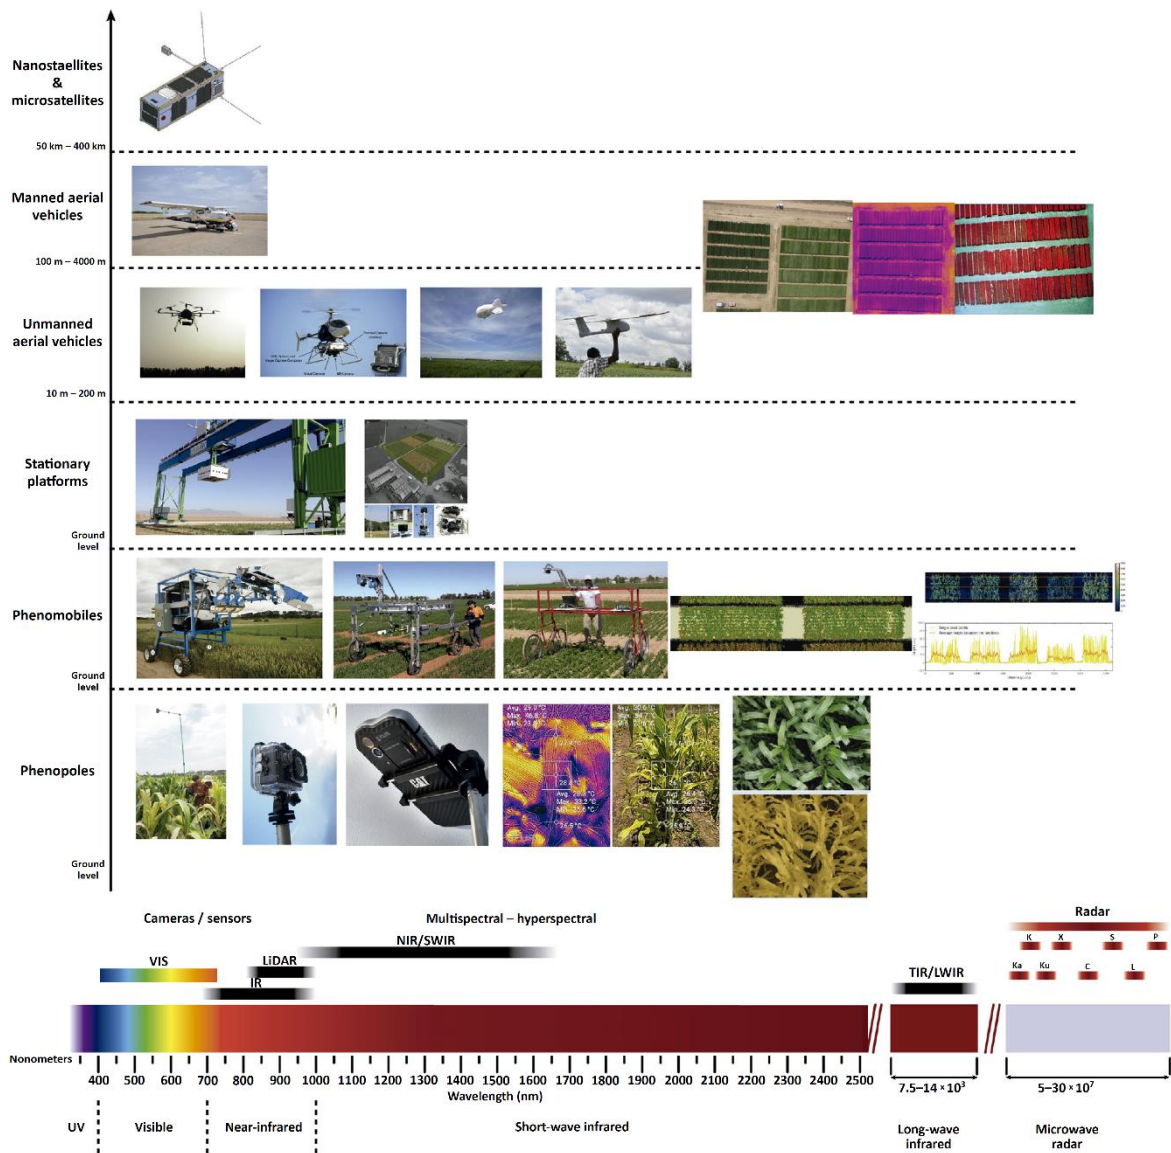 Nanostaellites
&
microsatellites
50 km – 400 km
Manned aerial
vehicles
100 m – 4000 m
Unmanned
aerial vehicles
10 m – 200 m
Stationary
platforms
Ground
level
Phenomobiles
Ground
level
Phenopoles
CAT
Ground
level
Cameras / sensors
Multispectral – hyperspectral
Radar
NIR/SWIR
K X S P
VIS
LiDAR
TIR/LWIR
Ka Ku C L
IR
Nonometers
400 500 600 700 800 900 1000 1100 1200 1300 1400 1500 1600 1700 1800 1900 2000 2100 2200 2300 2400 2500
Wavelength (nm)
7.5–14 × 10³
5–30 × 10⁷
UV
Visible
Near-infrared
Short-wave infrared
Long-wave
infrared
Microwave
radar